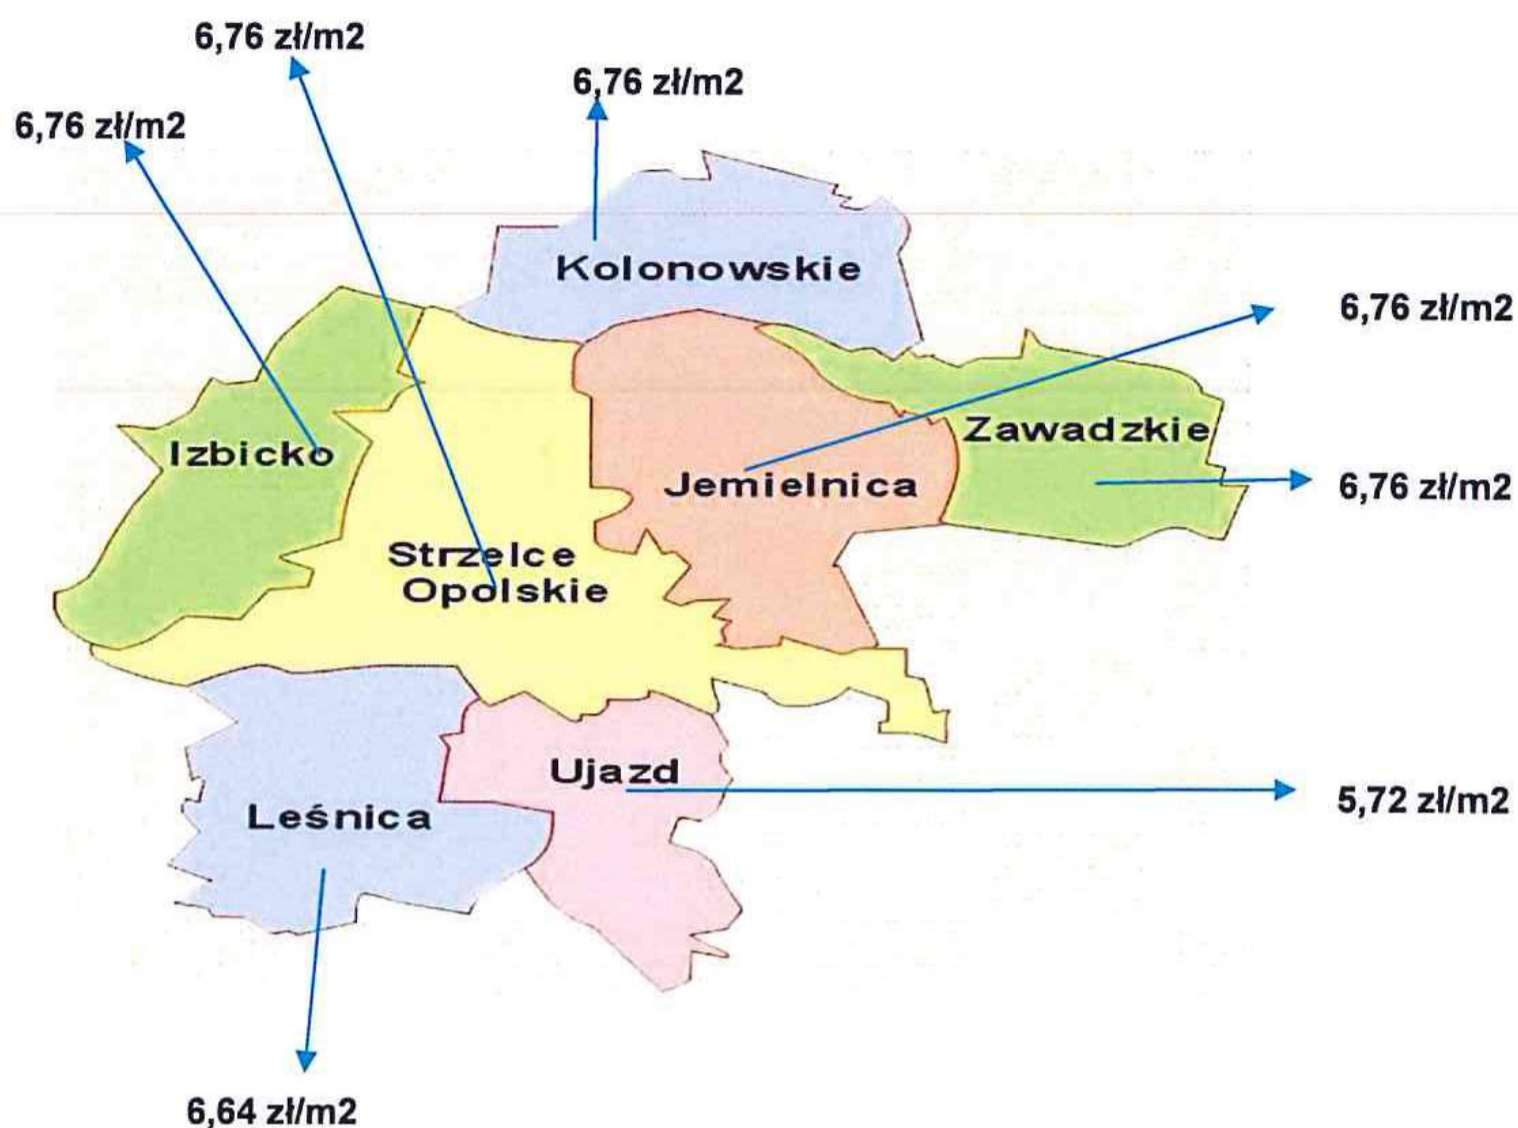 6,76 zł/m2
6,76 zł/m2
6,76 zł/m2
Kolonowskie
6,76 zł/m2
Zawadzkie
Izbicko
Jemielnica
6,76 zł/m2
Strzelce
Opolskie
Ujazd
5,72 zł/m2
Leśnica
6,64 zł/m2